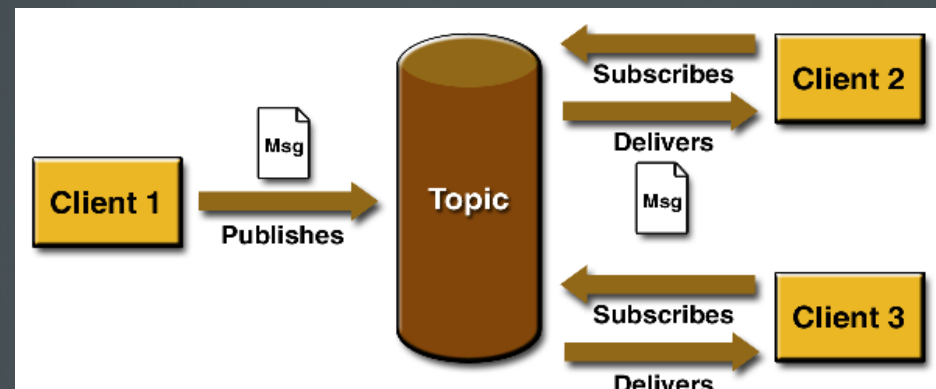 Client 1
Msg
Publishes
Topic
Subscribes
Client 2
Delivers
Msg
Subscribes
Client 3
Delivers